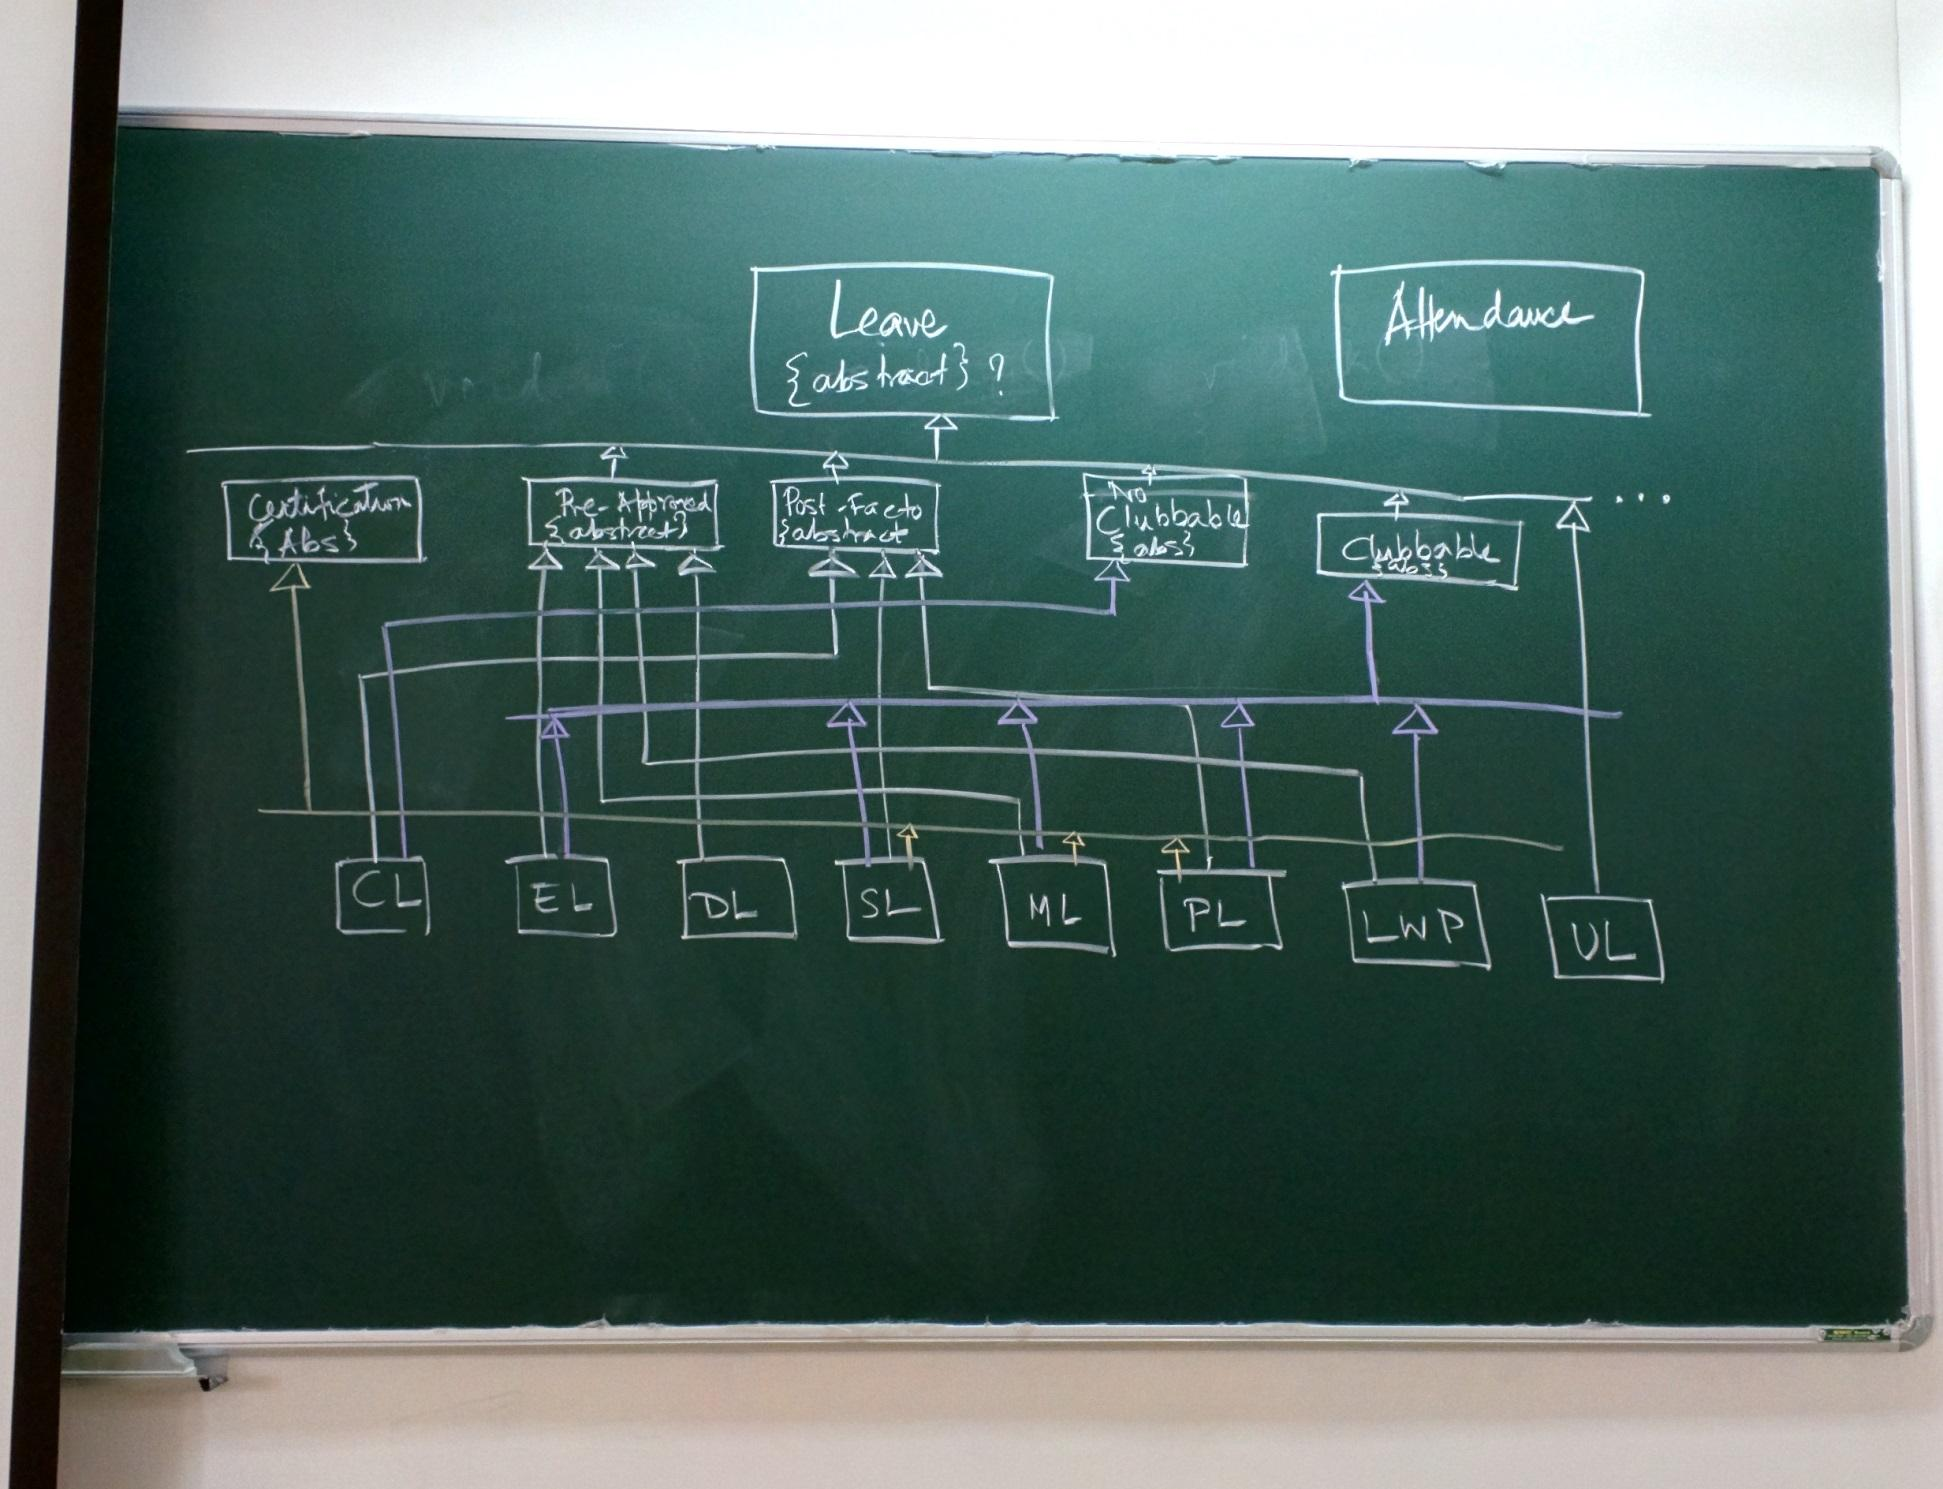 Leave
{abstract} ?
Attendance
Certification
{Abs}
Pre-Approved
{abstract}
Post-Facto
{abstract
No
Clubbable
{abs}
Clubbable
{abs}
...
CL
EL
DL
SL
ML
PL
LWP
UL